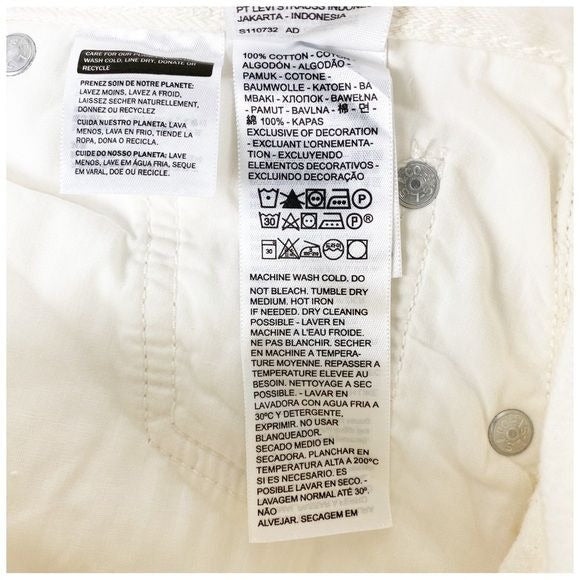 CARE FOR OUR
WASH COLD, LINE DRY, DONATE OR
RECYCLE
PRENEZ SOIN DE NOTRE PLANETE:
LAVEZ MOINS, LAVEZ A FROID,
LAISSEZ SÉCHER NATURELLEMENT,
DONNEZ OU RECYCLEZ
CUIDA NUESTRO PLANETA: LAVA
MENOS, LAVA EN FRIO, TIENDE LA
ROPA, DONA O RECICLA.
CUIDE DO NOSSO PLANETA: LAVE
MENOS, LAVE EM ÁGUA FRIA, SEQUE
EM VARAL, DOE OU RECICLE.
PT LEVI STRAUSS INDONE
JAKARTA - INDONESIA
S110732 AD
100% COTTON - COTON -
ALGODÓN - ALGODÃO -
PAMUK - COTONE -
BAUMWOLLE - KATOEN - BA
MBAKI - ХЛОПОК - BAWEŁNA
- PAMUT - BAVLNA - 棉 - 면 -
綿 100% - KAPAS
EXCLUSIVE OF DECORATION
- EXCLUANT L'ORNEMENTA-
TION - EXCLUYENDO
ELEMENTOS DECORATIVOS -
EXCLUINDO DECORAÇÃO
P
30 P ®
30
MACHINE WASH COLD. DO
NOT BLEACH. TUMBLE DRY
MEDIUM. HOT IRON
IF NEEDED. DRY CLEANING
POSSIBLE - LAVER EN
MACHINE A L'EAU FROIDE.
NE PAS BLANCHIR. SECHER
EN MACHINE A TEMPERA-
TURE MOYENNE. REPASSER A
TEMPERATURE ELEVEE AU
BESOIN. NETTOYAGE A SEC
POSSIBLE. - LAVAR EN
LAVADORA CON AGUA FRIA A
30ºC Y DETERGENTE,
EXPRIMIR. NO USAR
BLANQUEADOR.
SECADO MEDIO EN
SECADORA. PLANCHAR EN
TEMPERATURA ALTA A 200ºC
SI ES NECESARIO. ES
POSIBLE LAVAR EN SECO. -
LAVAGEM NORMAL ATÉ 30º.
NÃO
ALVEJAR. SECAGEM EM